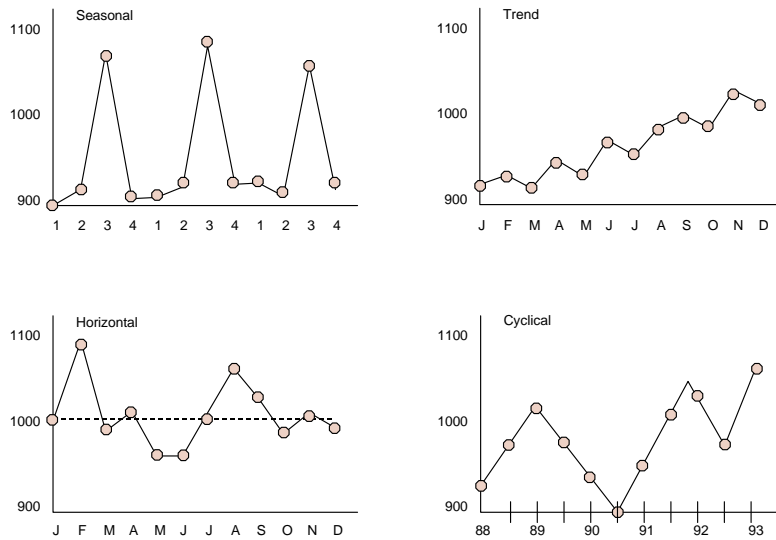 Seasonal
1100
1000
900
1 2 3 4 1 2 3 4 1 2 3 4
Trend
1100
1000
900
J F M A M J J A S O N D
Horizontal
1100
1000
900
J F M A M J J A S O N D
Cyclical
1100
1000
900
88 89 90 91 92 93